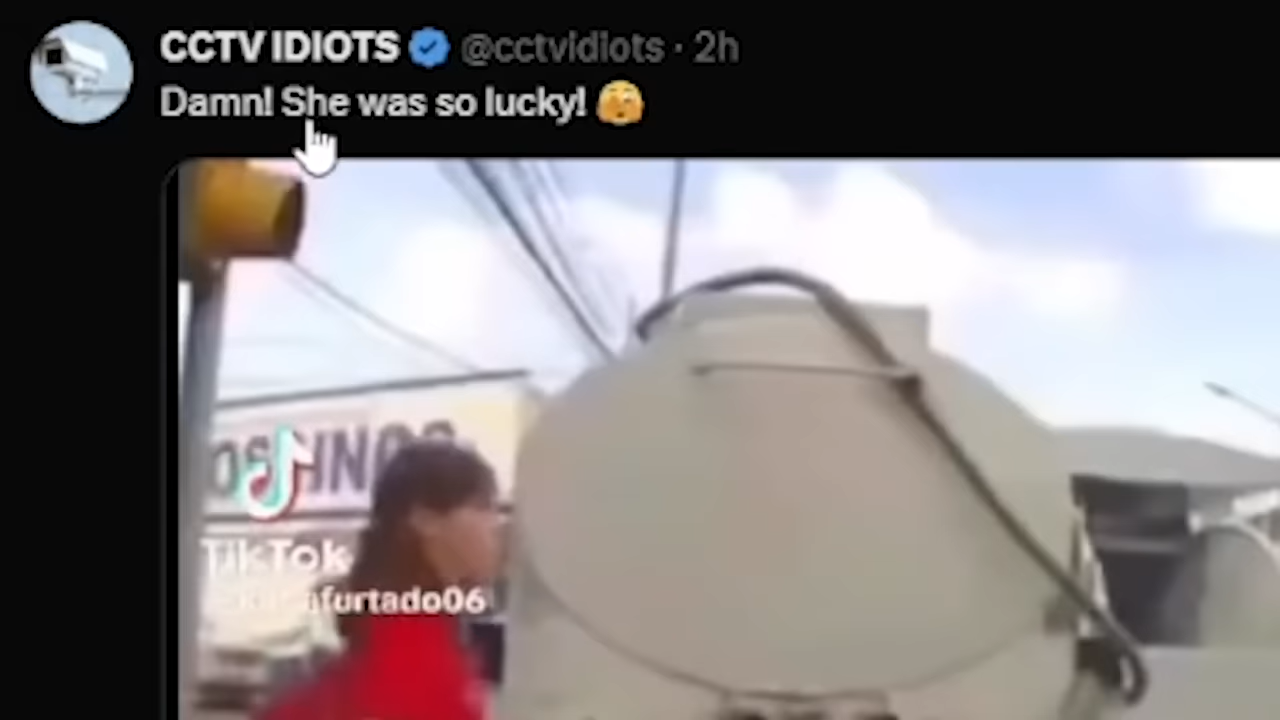 CCTV IDIOTS @cctvidiots · 2h
Damn! She was so lucky! 🫣
TikTok